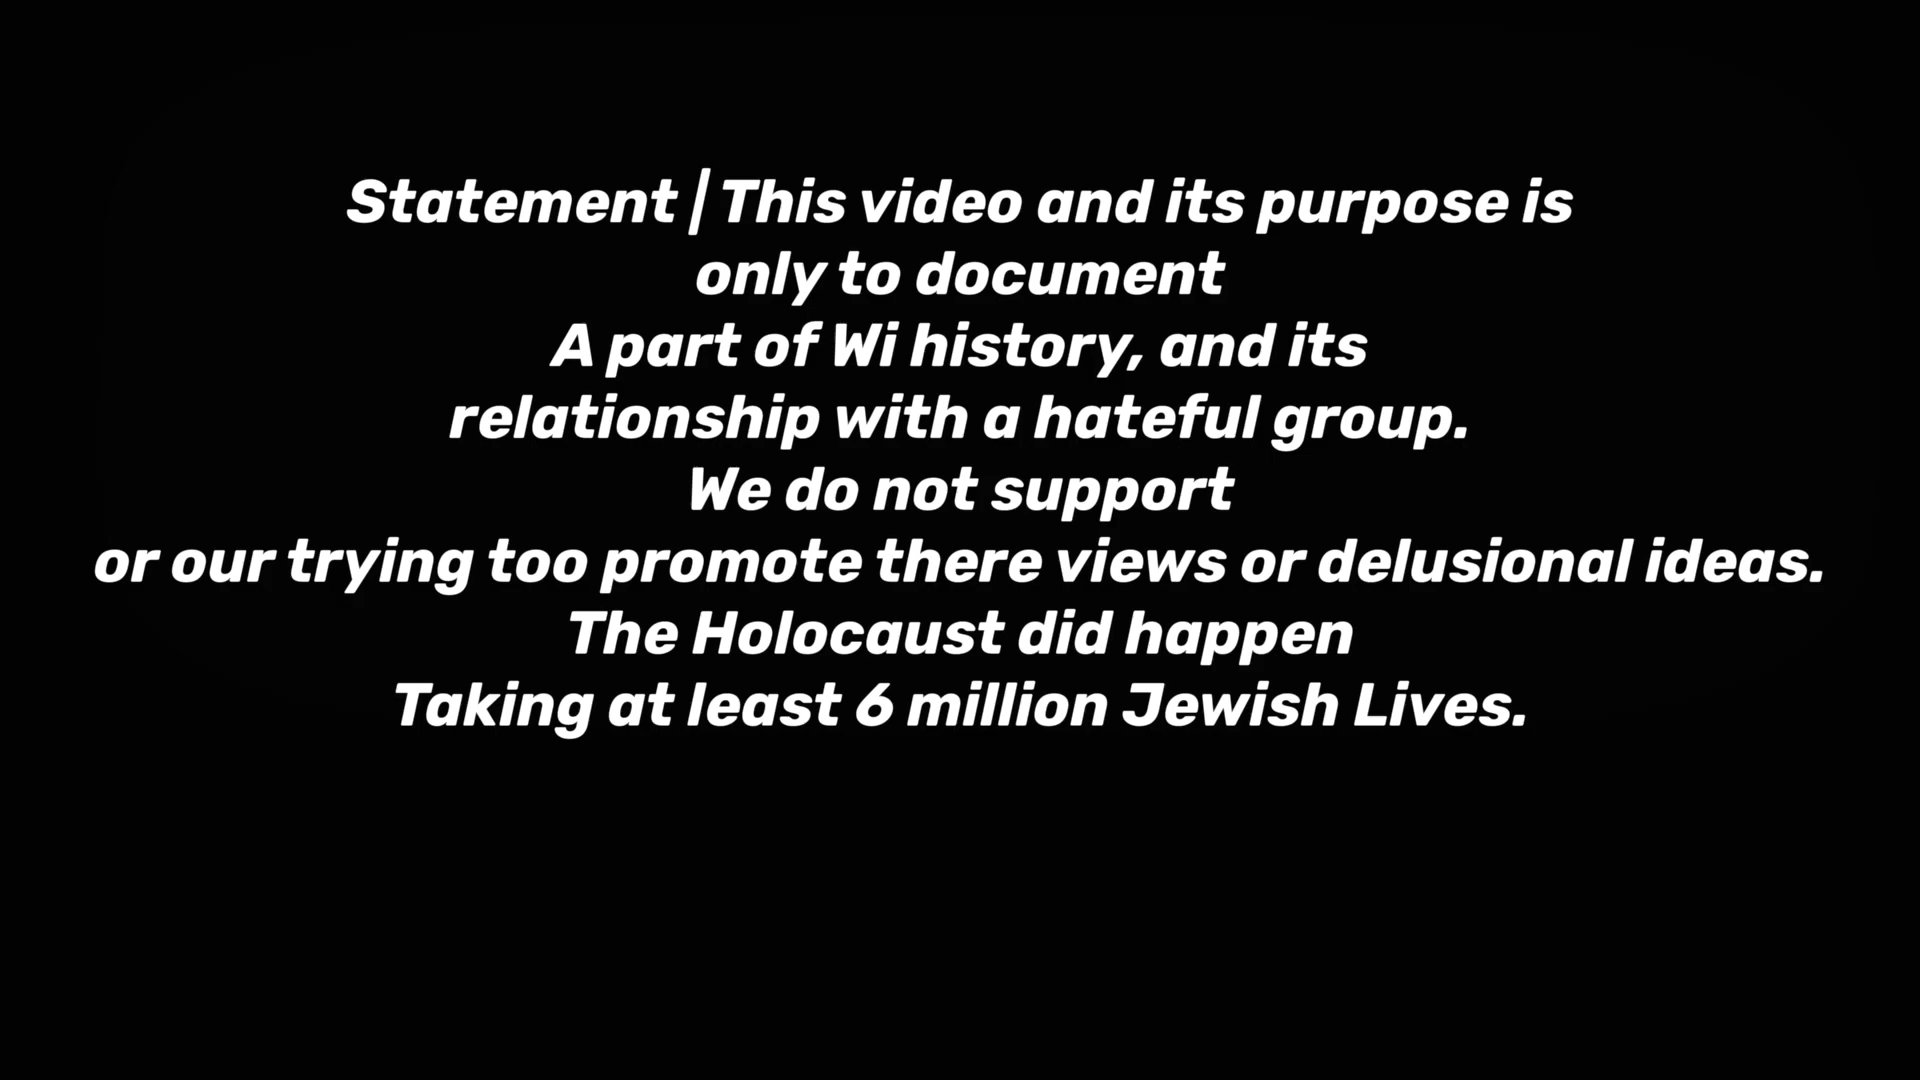 Statement | This video and its purpose is
only to document
A part of Wi history, and its
relationship with a hateful group.
We do not support
or our trying too promote there views or delusional ideas.
The Holocaust did happen
Taking at least 6 million Jewish Lives.